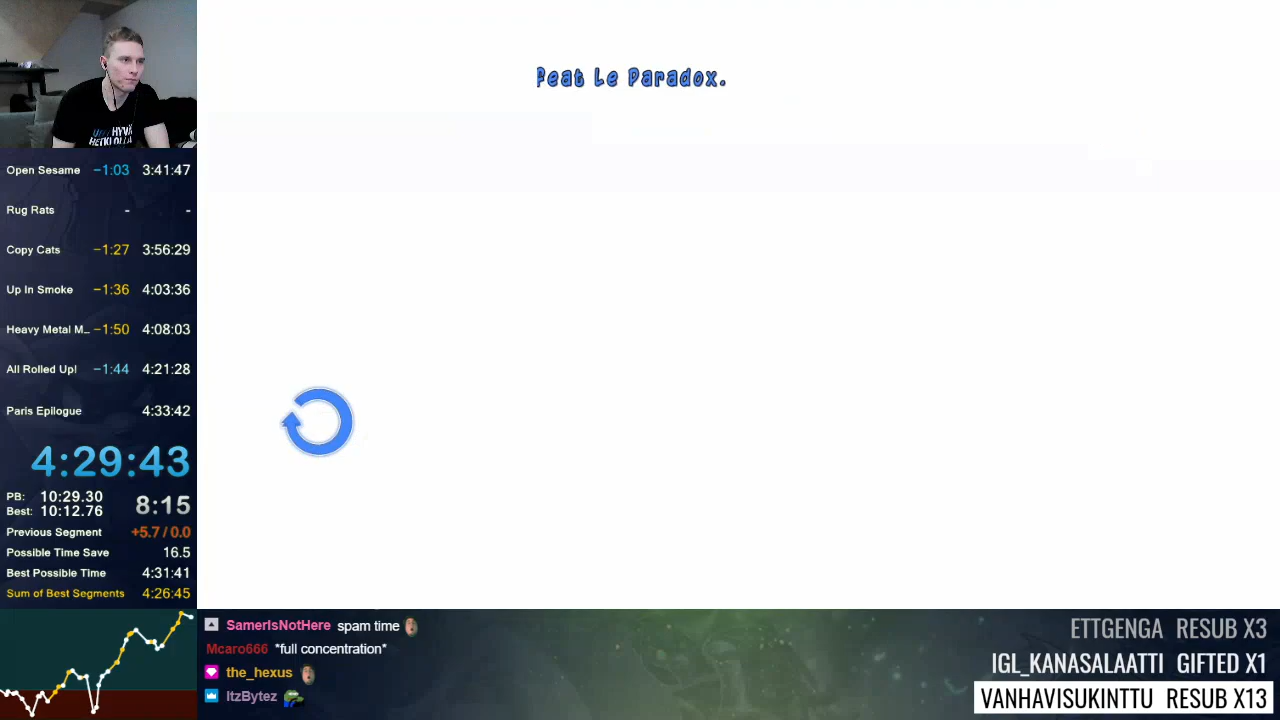 Beat Le Paradox.
HYVÄ
Open Sesame -1:03 3:41:47
Rug Rats - -
Copy Cats -1:27 3:56:29
Up In Smoke -1:36 4:03:36
Heavy Metal M... -1:50 4:08:03
All Rolled Up! -1:44 4:21:28
Paris Epilogue 4:33:42
4:29:43
PB: 10:29.30
Best: 10:12.76
8:15
Previous Segment +5.7 / 0.0
Possible Time Save 16.5
Best Possible Time 4:31:41
Sum of Best Segments 4:26:45
SamerIsNotHere spam time
Mcaro666 *full concentration*
the_hexus
ItzBytez
ETTGENGA RESUB X3
IGL_KANASALAATTI GIFTED X1
VANHAVISUKINTTU RESUB X13